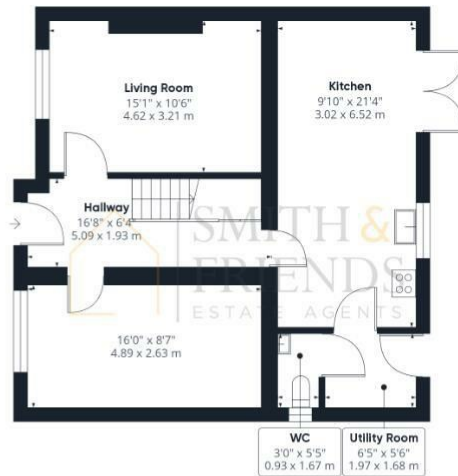 Living Room
15'1" x 10'6"
4.62 x 3.21 m
Kitchen
9'10" x 21'4"
3.02 x 6.52 m
Hallway
16'8" x 6'4"
5.09 x 1.93 m
SMITH &
FRIENDS
ESTATE AGENTS
16'0" x 8'7"
4.89 x 2.63 m
WC
3'0" x 5'5"
0.93 x 1.67 m
Utility Room
6'5" x 5'6"
1.97 x 1.68 m